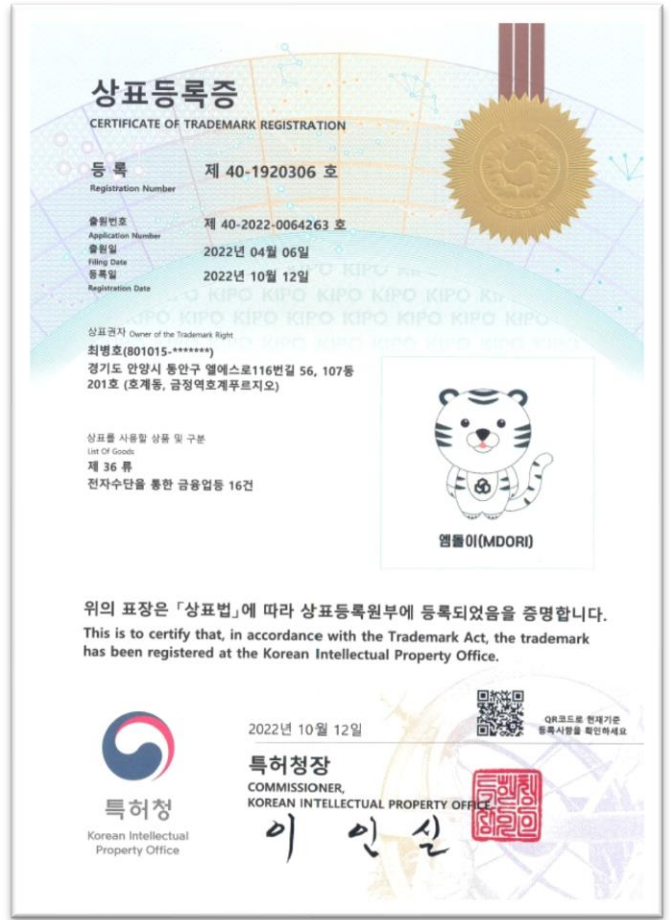 상표등록증
CERTIFICATE OF TRADEMARK REGISTRATION
등 록 제 40-1920306 호
Registration Number
출원번호 제 40-2022-0064263 호
Application Number
출원일 2022년 04월 06일
Filing Date
등록일 2022년 10월 12일
Registration Date
KIPO KIPO KIPO KIPO KIPO KIPO
상표권자 Owner of the Trademark Right
최병호(801015-*******)
경기도 안양시 동안구 엘에스로116번길 56, 107동
201호 (호계동, 금정역호계푸르지오)
상표를 사용할 상품 및 구분
List Of Goods
제 36 류
전자수단을 통한 금융업등 16건
엠돌이(MDORI)
위의 표장은 「상표법」에 따라 상표등록원부에 등록되었음을 증명합니다.
This is to certify that, in accordance with the Trademark Act, the trademark
has been registered at the Korean Intellectual Property Office.
2022년 10월 12일
QR코드로 현재기준
등록사항을 확인하세요
특허청장
COMMISSIONER,
KOREAN INTELLECTUAL PROPERTY OFFICE
이 인 실
특허청
Korean Intellectual
Property Office